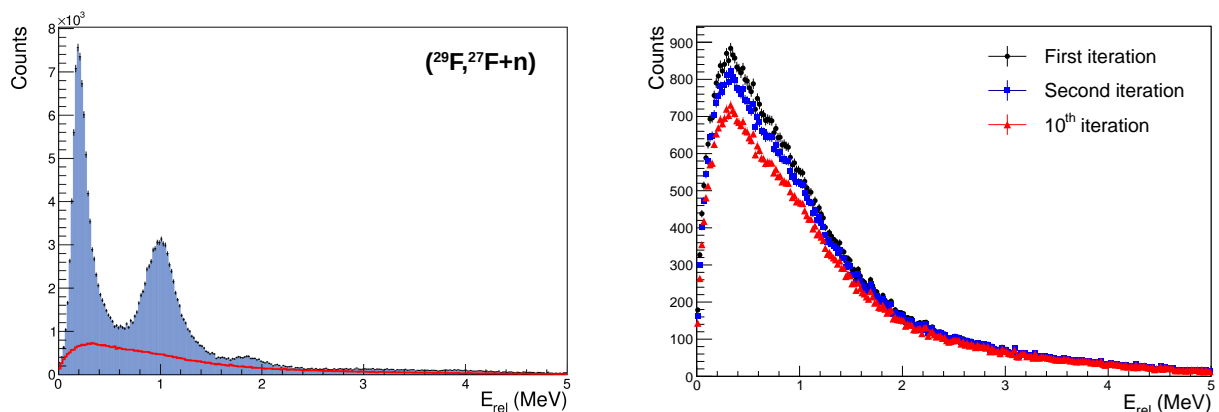 ×10³
8
7
6
5
4
3
2
1
0
Counts
(²⁹F,²⁷F+n)
0 1 2 3 4 5
E_rel (MeV)
900
800
700
600
500
400
300
200
100
0
Counts
First iteration
Second iteration
10ᵗʰ iteration
0 1 2 3 4 5
E_rel (MeV)